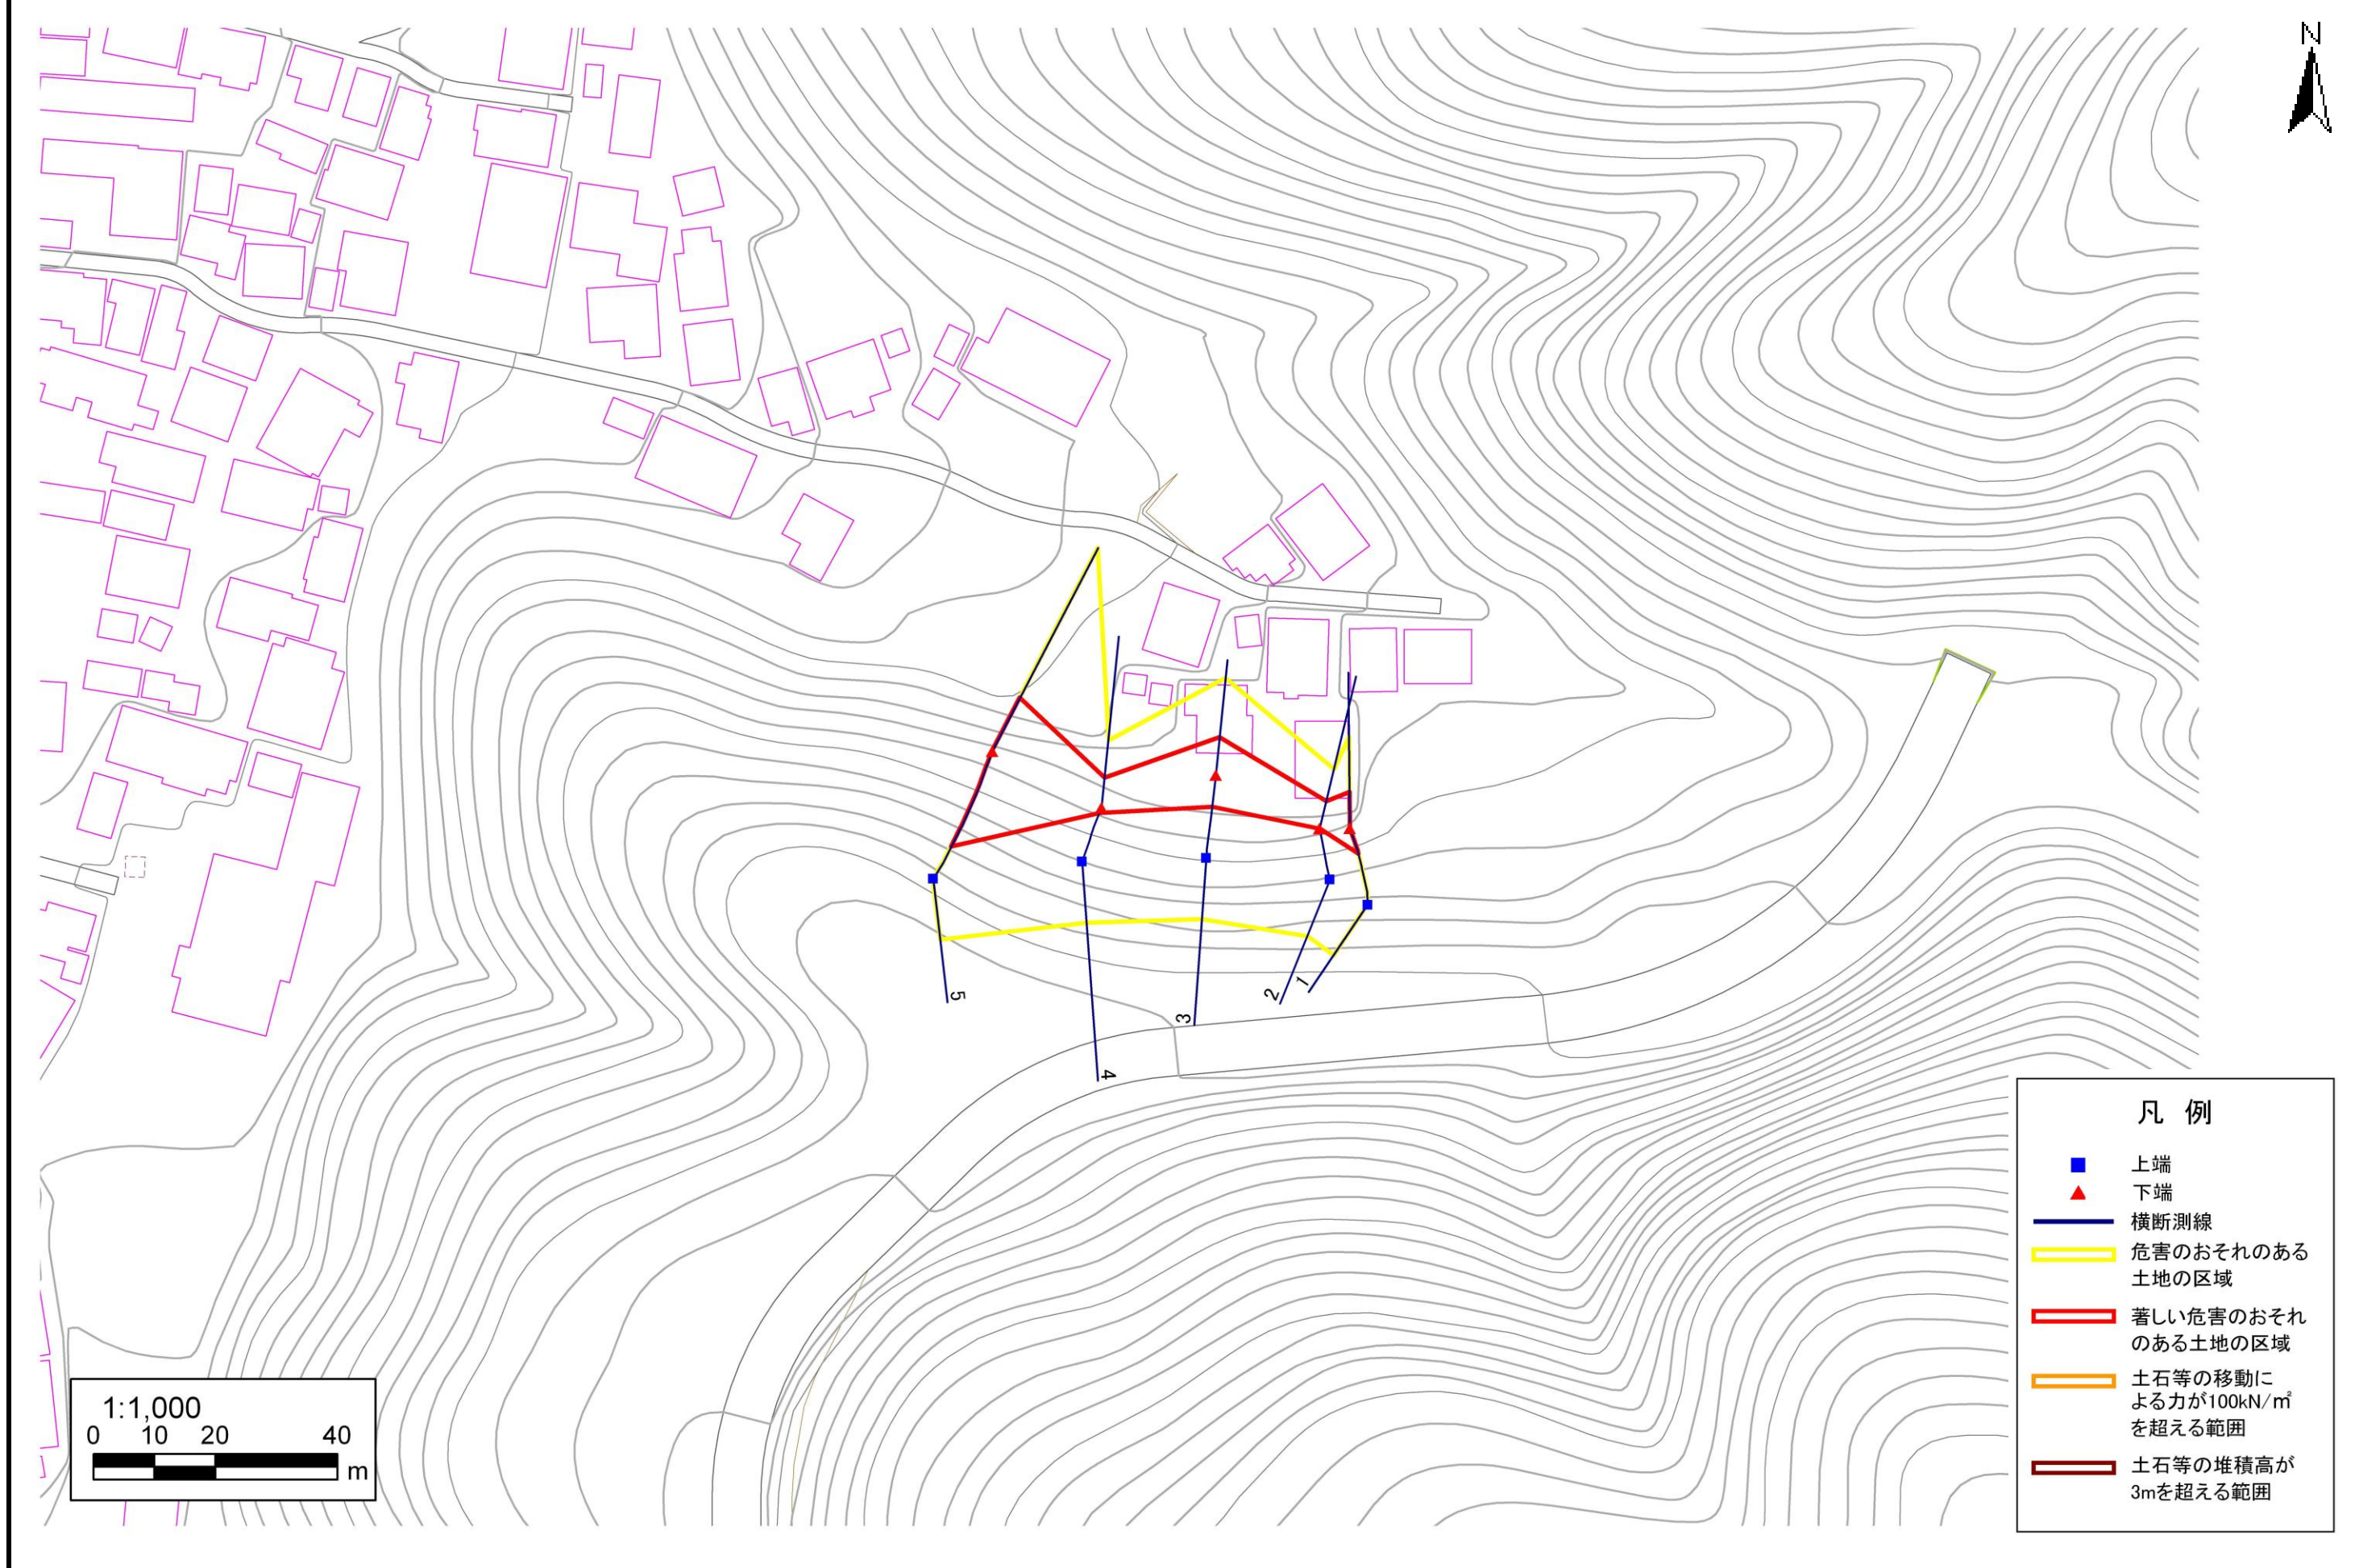 N
5
4
3
2
1
凡 例
上端
下端
横断測線
危害のおそれのある
土地の区域
著しい危害のおそれ
のある土地の区域
土石等の移動に
よる力が100kN/㎡
を超える範囲
土石等の堆積高が
3mを超える範囲
1:1,000
0 10 20 40
m